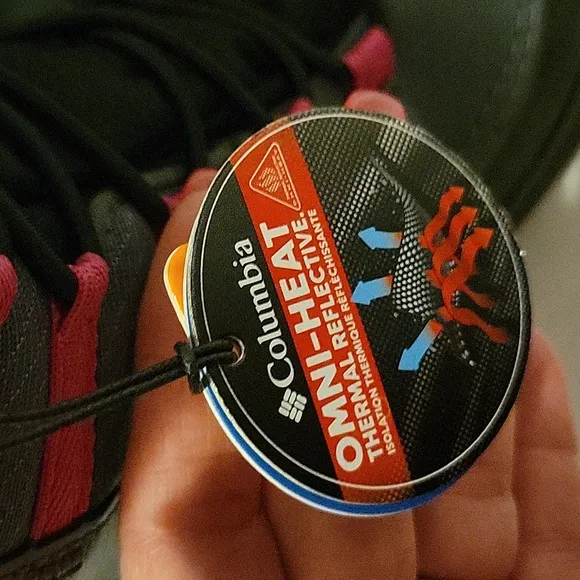 Columbia
OMNI-HEAT
THERMAL REFLECTIVE.
ISOLATION THERMIQUE RÉFLÉCHISSANTE